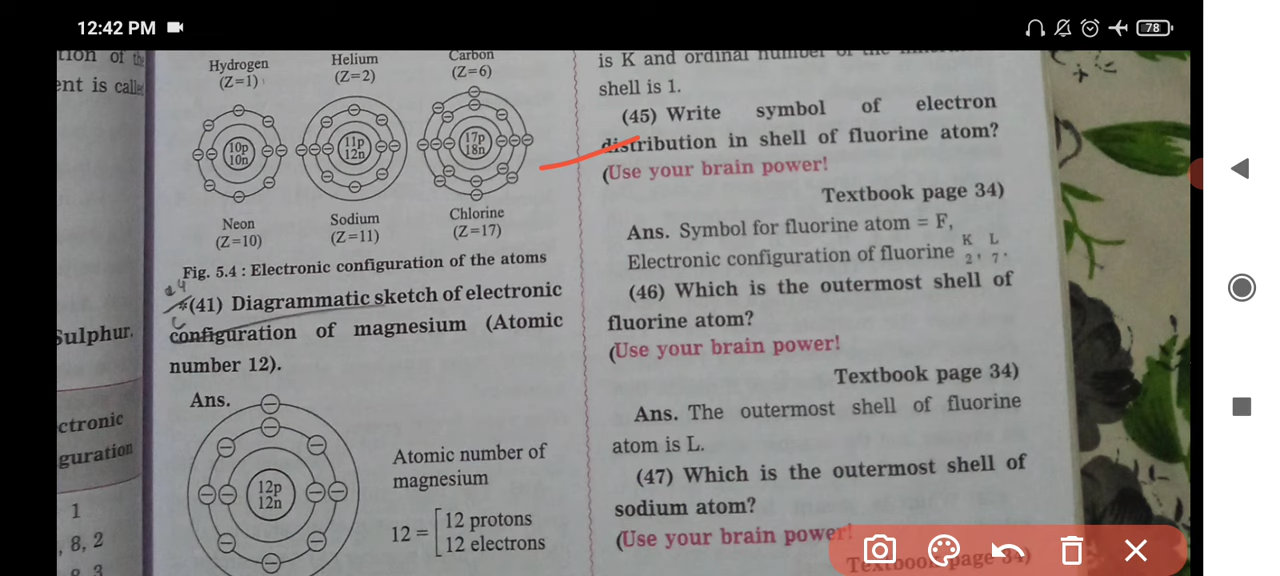 12:42 PM
78
ent is calle
Sulphur.
ctronic
guration
1
, 8, 2
Hydrogen
(Z=1)
Helium
(Z=2)
Carbon
(Z=6)
10p
10n
11p
12n
17p
18n
Neon
(Z=10)
Sodium
(Z=11)
Chlorine
(Z=17)
Fig. 5.4 : Electronic configuration of the atoms
*(41) Diagrammatic sketch of electronic
configuration of magnesium (Atomic
number 12).
Ans.
12p
12n
Atomic number of
magnesium
12 = [ 12 protons
12 electrons
is K and ordinal number of the
shell is 1.
(45) Write symbol of electron
distribution in shell of fluorine atom?
(Use your brain power!
Textbook page 34)
Ans. Symbol for fluorine atom = F,
K L
Electronic configuration of fluorine 2, 7.
(46) Which is the outermost shell of
fluorine atom?
(Use your brain power!
Textbook page 34)
Ans. The outermost shell of fluorine
atom is L.
(47) Which is the outermost shell of
sodium atom?
(Use your brain power!
Textbook page 34)